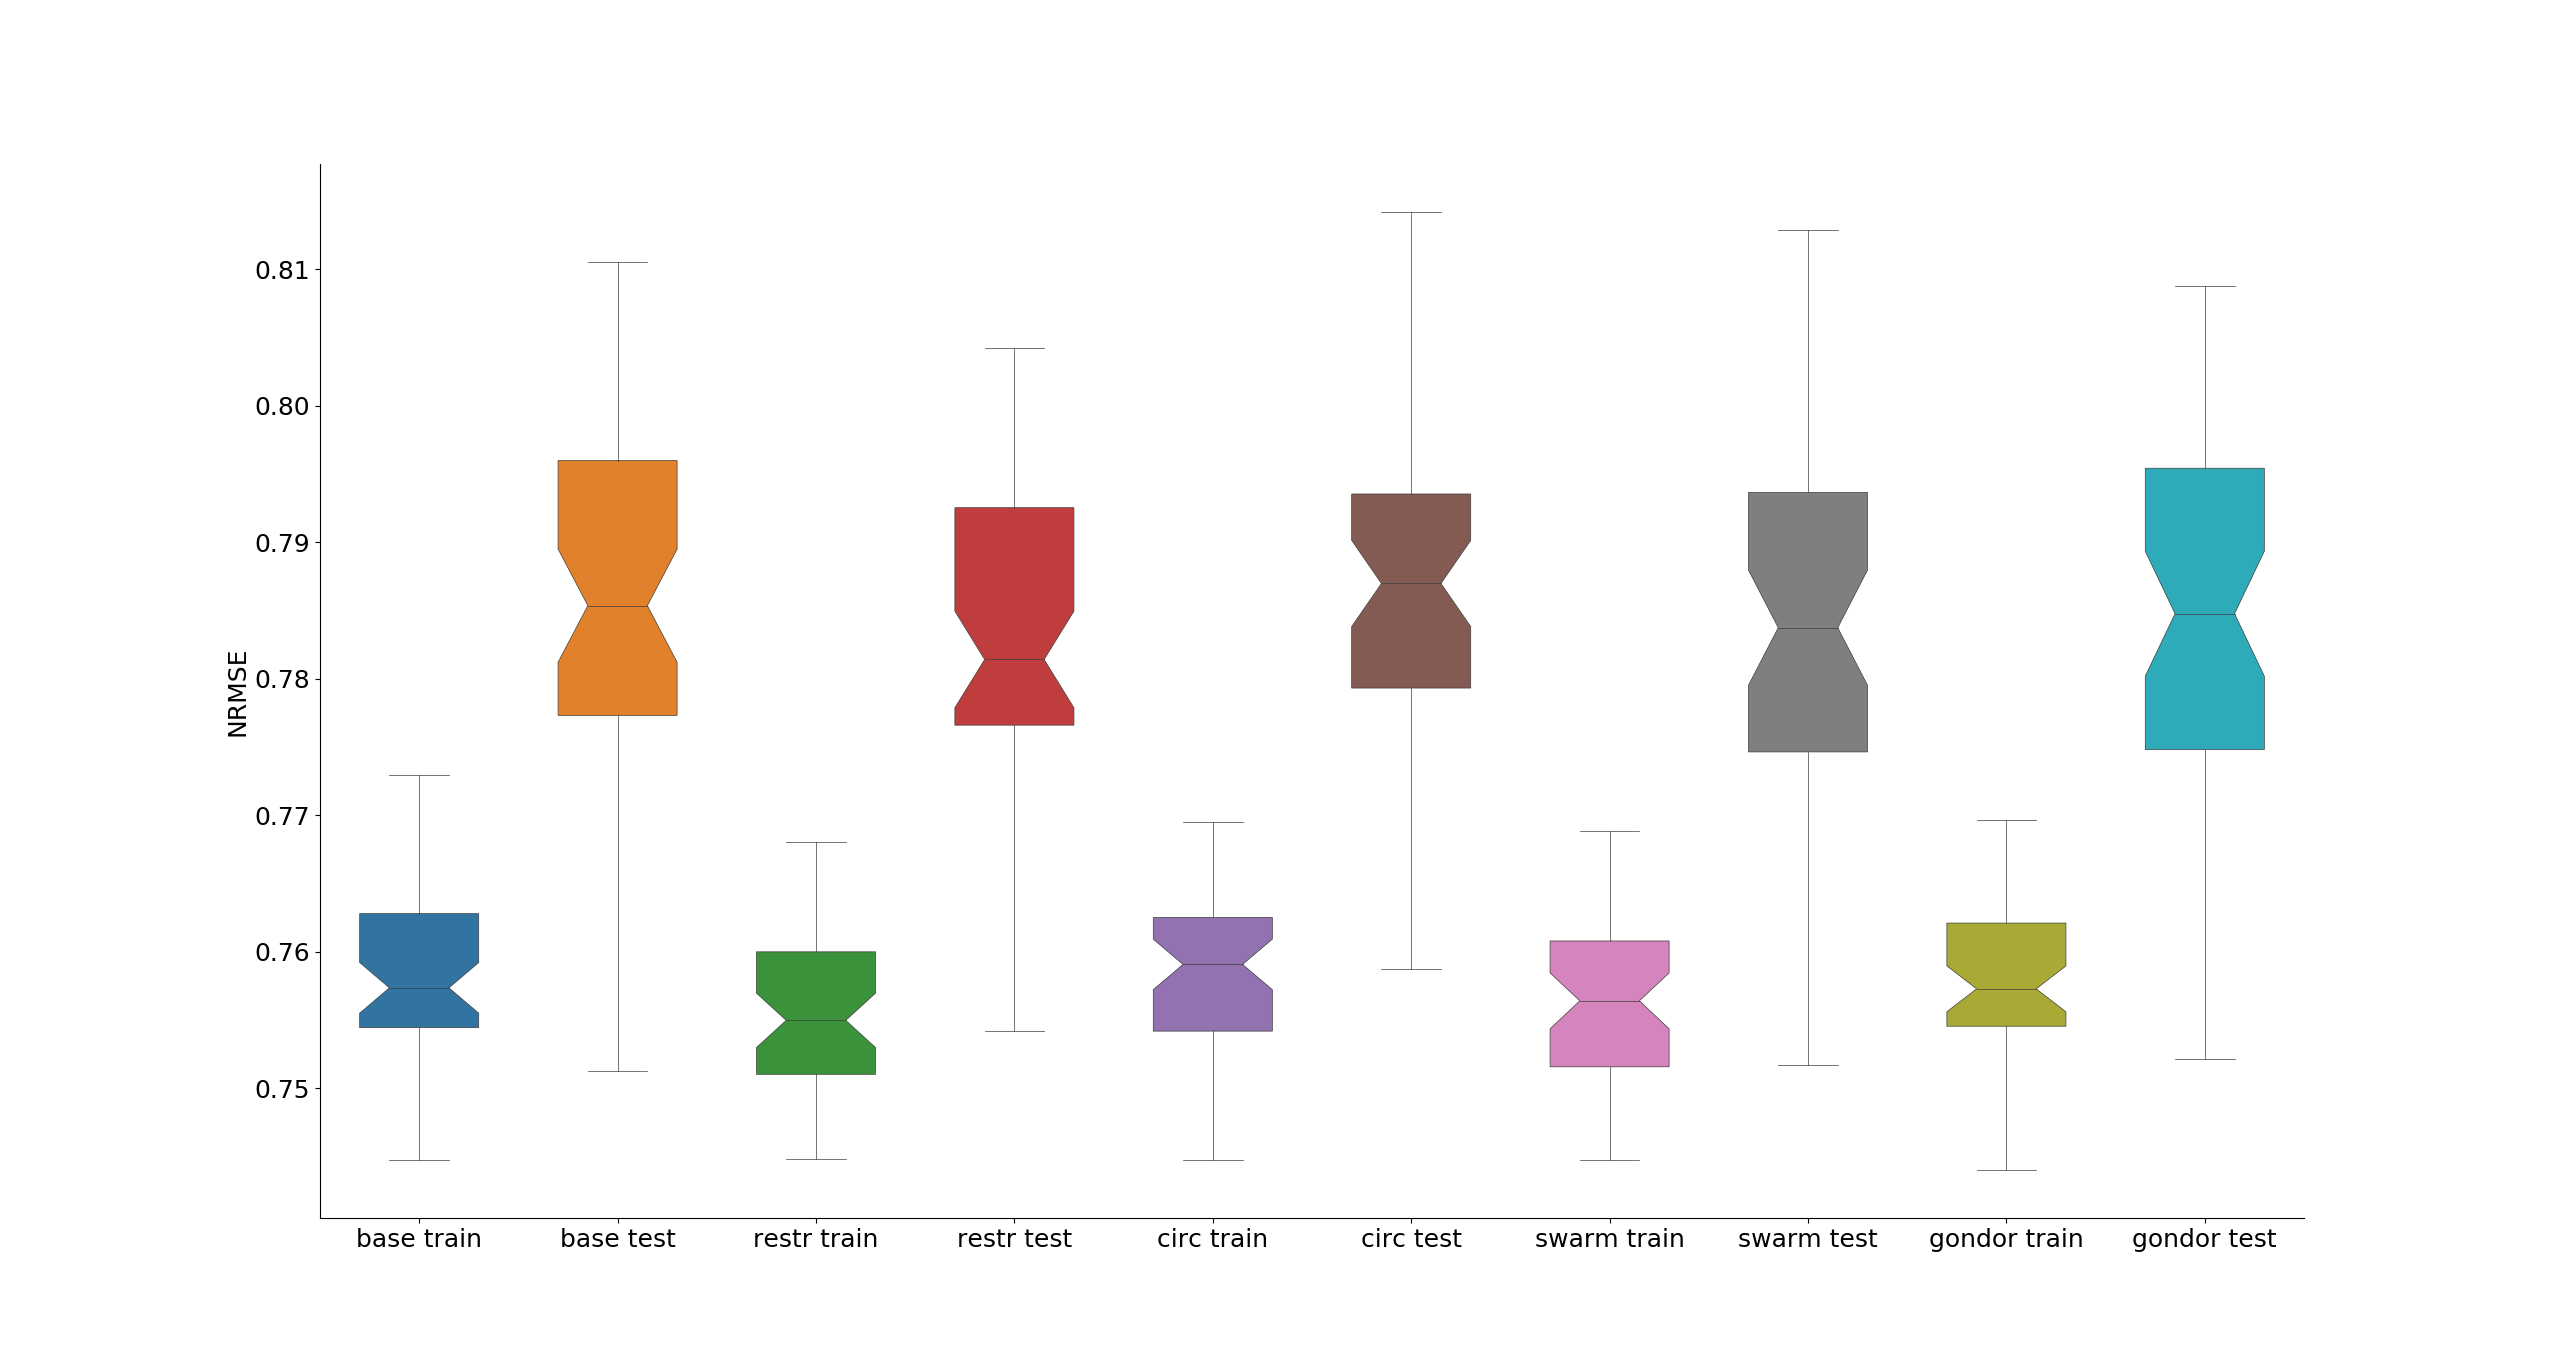 NRMSE
0.81
0.80
0.79
0.78
0.77
0.76
0.75
base train
base test
restr train
restr test
circ train
circ test
swarm train
swarm test
gondor train
gondor test